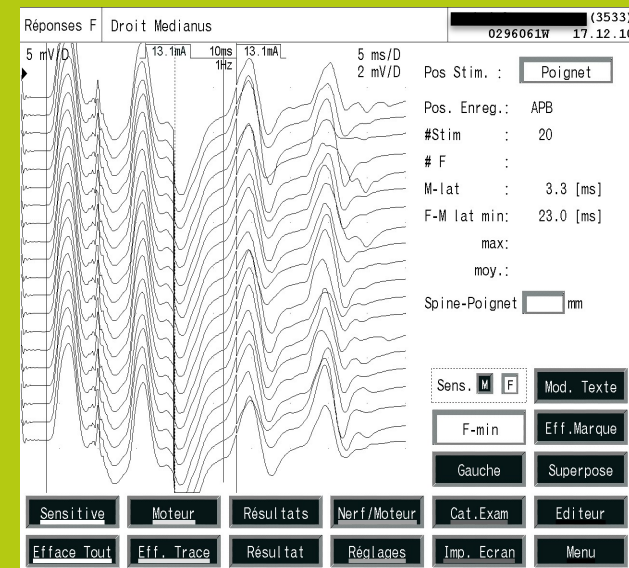 Réponses F Droit Medianus (3533)
0296061W 17.12.10
5 mV/D 13.1mA 10ms 13.1mA 5 ms/D
1Hz 2 mV/D
Pos Stim. : Poignet
Pos. Enreg.: APB
#Stim : 20
# F :
M-lat : 3.3 [ms]
F-M lat min: 23.0 [ms]
max:
moy.:
Spine-Poignet mm
Sens. M F Mod. Texte
F-min Eff.Marque
Gauche Superpose
Sensitive Moteur Résultats Nerf/Moteur Cat.Exam Editeur
Efface Tout Eff. Trace Résultat Réglages Imp. Ecran Menu